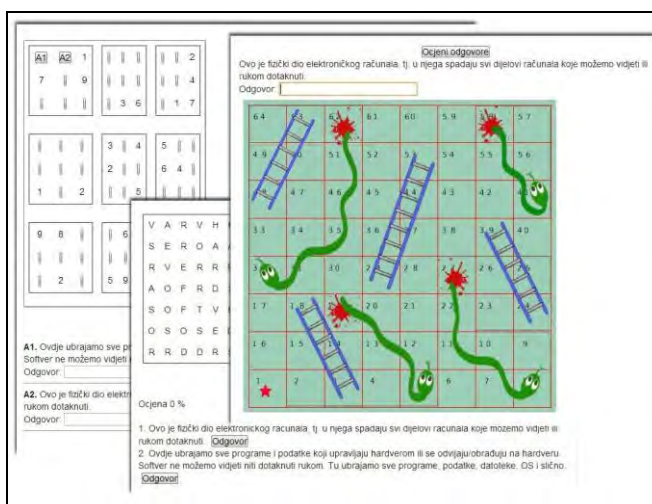 A1 A2 1
7 9
2
4
3 6
1 7
1 2
3 4
2
5
5
6 4
9 8
2
6
5 9
A1. Ovdje ubrajamo sve
Softver ne možemo vidjeti
Odgovor:
A2. Ovo je fizički dio
rukom dotaknuti.
Odgovor:
V A R V H
S E R O A
R V E R R
A O F R D
S O F T V
O S O S E
R R D D R
Ocjena 0 %
1. Ovo je fizički dio elektroničkog računala, tj. u njega spadaju svi dijelovi računala koje možemo vidjeti ili
rukom dotaknuti. Odgovor
2. Ovdje ubrajamo sve programe i podatke koji upravljaju hardverom ili se odvijaju/obrađuju na hardveru.
Softver ne možemo vidjeti niti dotaknuti rukom. Tu ubrajamo sve programe, podatke, datoteke, OS i slično.
Odgovor
Ocjeni odgovore
Ovo je fizički dio elektroničkog računala, tj. u njega spadaju svi dijelovi računala koje možemo vidjeti ili
rukom dotaknuti.
Odgovor:
64 61 60 59 57
49 51 52 54 55 56
47 46 45 43 42
33 34 35 37 38 40
30 28
17 20 21 22 23
16 15 14 13 12 11 10 9
1 2 4 6 7